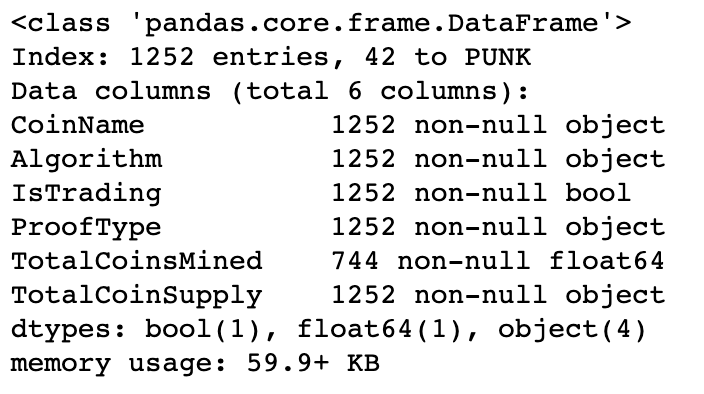 <class 'pandas.core.frame.DataFrame'>
Index: 1252 entries, 42 to PUNK
Data columns (total 6 columns):
CoinName           1252 non-null object
Algorithm          1252 non-null object
IsTrading          1252 non-null bool
ProofType          1252 non-null object
TotalCoinsMined    744 non-null float64
TotalCoinSupply    1252 non-null object
dtypes: bool(1), float64(1), object(4)
memory usage: 59.9+ KB